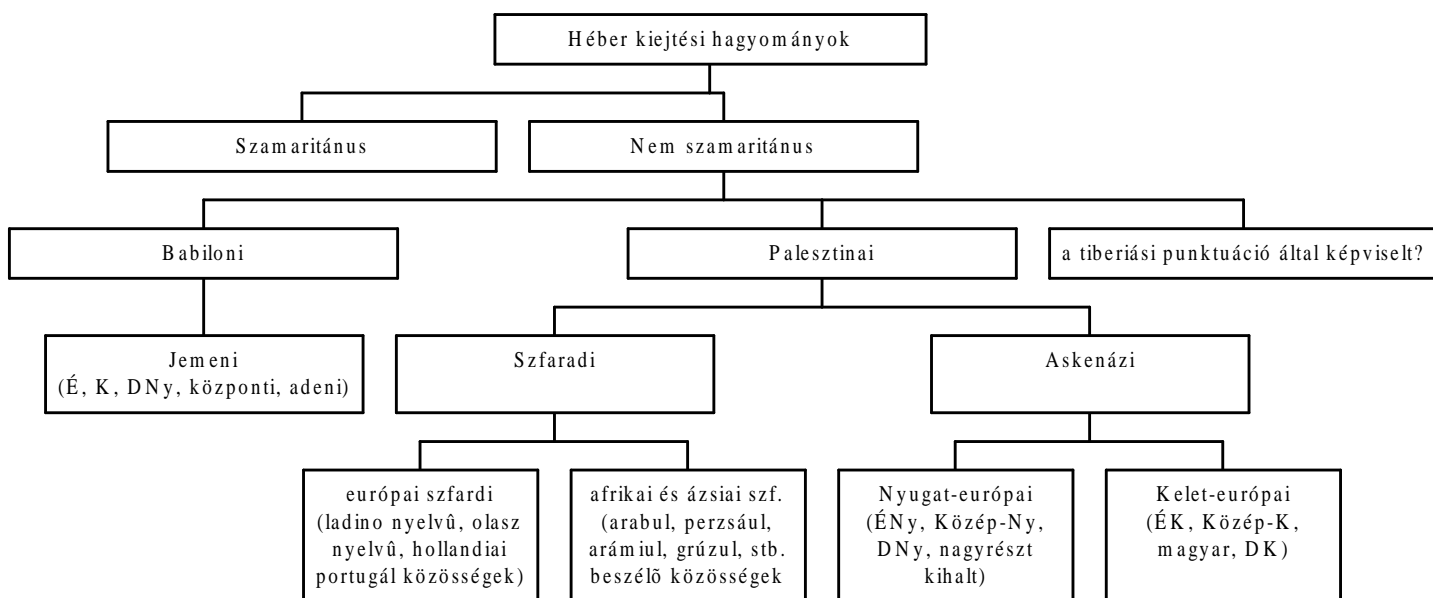 Héber kiejtési hagyományok
Szamaritánus
Nem szamaritánus
Babiloni
Palesztinai
a tiberiási punktuáció által képviselt?
Jemeni
(É, K, DNy, központi, adeni)
Szfaradi
Askenázi
európai szfardi
(ladino nyelvû, olasz
nyelvû, hollandiai
portugál közösségek)
afrikai és ázsiai szf.
(arabul, perzsául,
arámiul, grúzul, stb.
beszélõ közösségek
Nyugat-európai
(ÉNy, Közép-Ny,
DNy, nagyrészt
kihalt)
Kelet-európai
(ÉK, Közép-K,
magyar, DK)